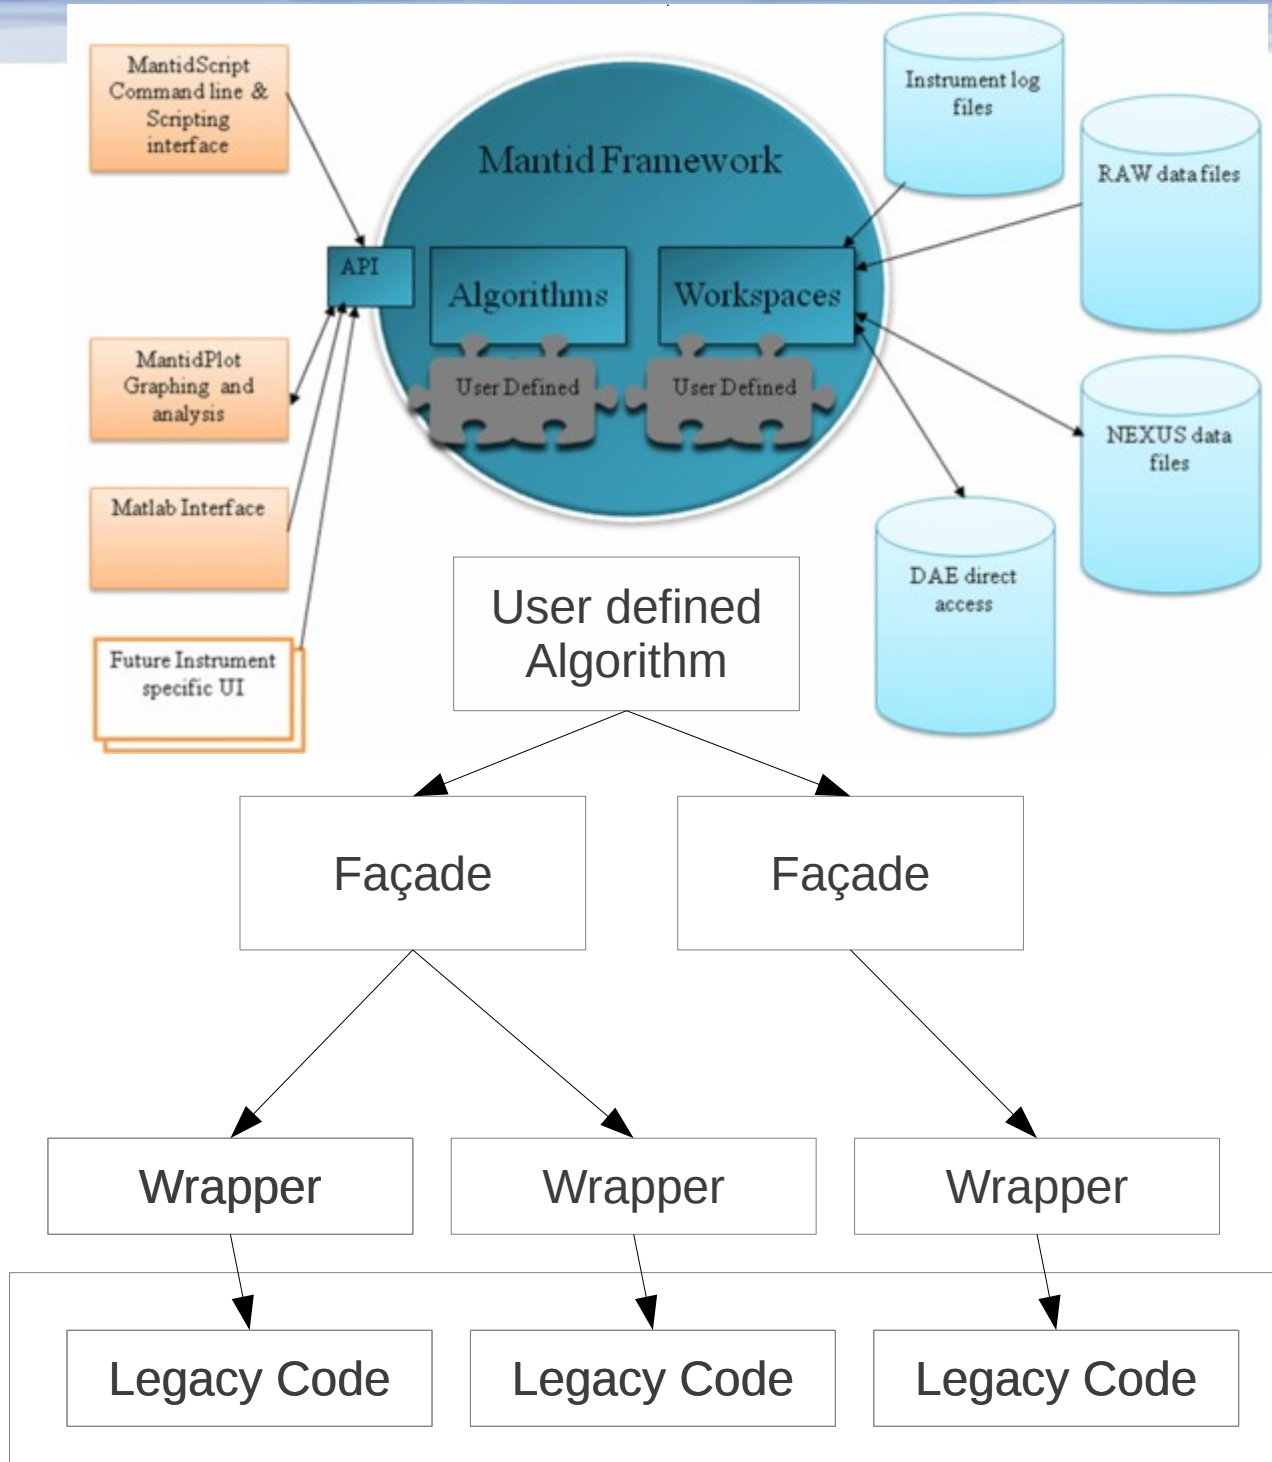 MantidScript
Command line &
Scripting
interface
Mantid Framework
Instrument log
files
RAW data files
API
Algorithms
Workspaces
User Defined
User Defined
MantidPlot
Graphing and
analysis
NEXUS data
files
Matlab Interface
DAE direct
access
Future Instrument
specific UI
User defined
Algorithm
Façade
Façade
Wrapper
Wrapper
Wrapper
Legacy Code
Legacy Code
Legacy Code